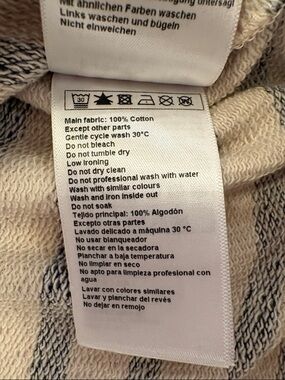 Mit ähnlichen Farben waschen
Links waschen und bügeln
Nicht einweichen
30
Main fabric: 100% Cotton
Except other parts
Gentle cycle wash 30°C
Do not bleach
Do not tumble dry
Low ironing
Do not dry clean
Do not professional wash with water
Wash with similar colours
Wash and iron inside out
Do not soak
Tejido principal: 100% Algodón
Excepto otras partes
Lavado delicado a máquina 30 °C
No usar blanqueador
No secar en la secadora
Planchar a baja temperatura
No limpiar en seco
No apto para limpieza profesional con
agua
Lavar con colores similares
Lavar y planchar del revés
No dejar en remojo